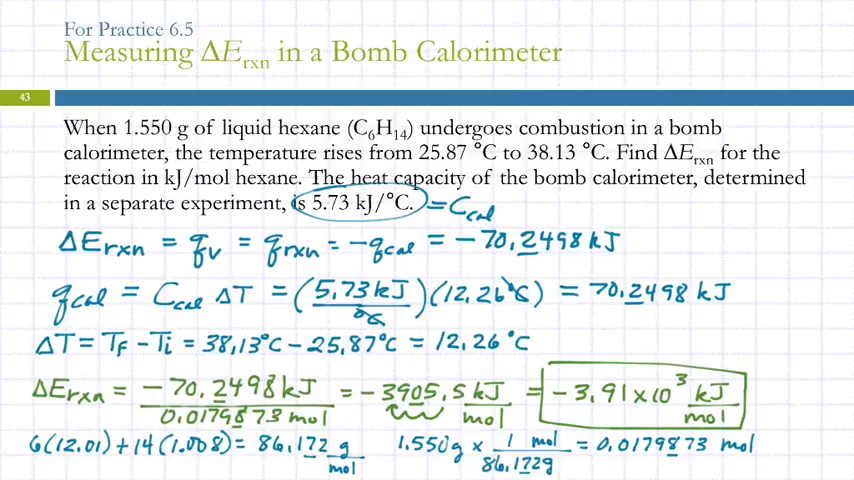 For Practice 6.5
Measuring ΔErxn in a Bomb Calorimeter
43
When 1.550 g of liquid hexane (C6H14) undergoes combustion in a bomb
calorimeter, the temperature rises from 25.87 °C to 38.13 °C. Find ΔErxn for the
reaction in kJ/mol hexane. The heat capacity of the bomb calorimeter, determined
in a separate experiment, is 5.73 kJ/°C. = Ccal
ΔErxn = qv = qrxn = -qcal = -70.2498 kJ
qcal = Ccal ΔT = (5.73 kJ/°C)(12.26°C) = 70.2498 kJ
ΔT = Tf - Ti = 38.13°C - 25.87°C = 12.26 °C
ΔErxn = -70.2498 kJ/0.0179873 mol = -3905.5 kJ/mol = -3.91 x 10³ kJ/mol
6(12.01) + 14(1.008) = 86.172 g/mol 1.550g x 1 mol/86.172g = 0.0179873 mol